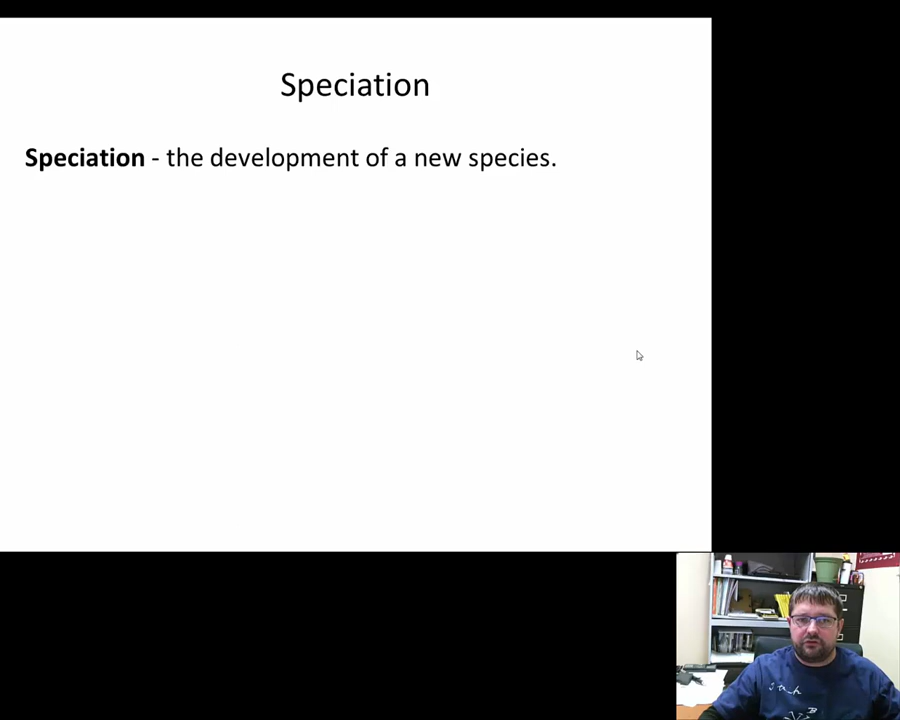 Speciation
Speciation - the development of a new species.